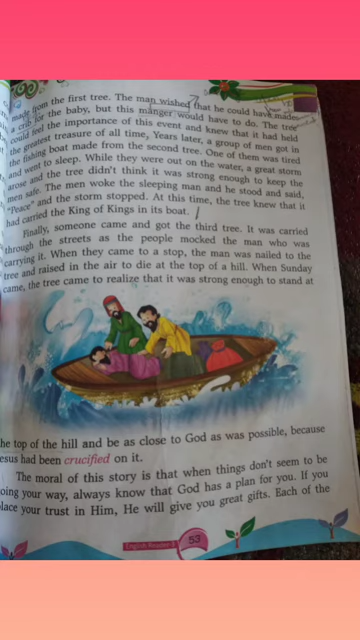 made from the first tree. The man wished that he could have made
a crib for the baby, but this manger would have to do. The tree
could feel the importance of this event and knew that it had held
the greatest treasure of all time, Years later, a group of men got in
the fishing boat made from the second tree. One of them was tired
and went to sleep. While they were out on the water, a great storm
arose and the tree didn't think it was strong enough to keep the
men safe. The men woke the sleeping man and he stood and said,
"Peace" and the storm stopped. At this time, the tree knew that it
had carried the King of Kings in its boat.
Finally, someone came and got the third tree. It was carried
through the streets as the people mocked the man who was
carrying it. When they came to a stop, the man was nailed to the
tree and raised in the air to die at the top of a hill. When Sunday
came, the tree came to realize that it was strong enough to stand at
he top of the hill and be as close to God as was possible, because
esus had been crucified on it.
The moral of this story is that when things don't seem to be
oing your way, always know that God has a plan for you. If you
lace your trust in Him, He will give you great gifts. Each of the
English Reader
53